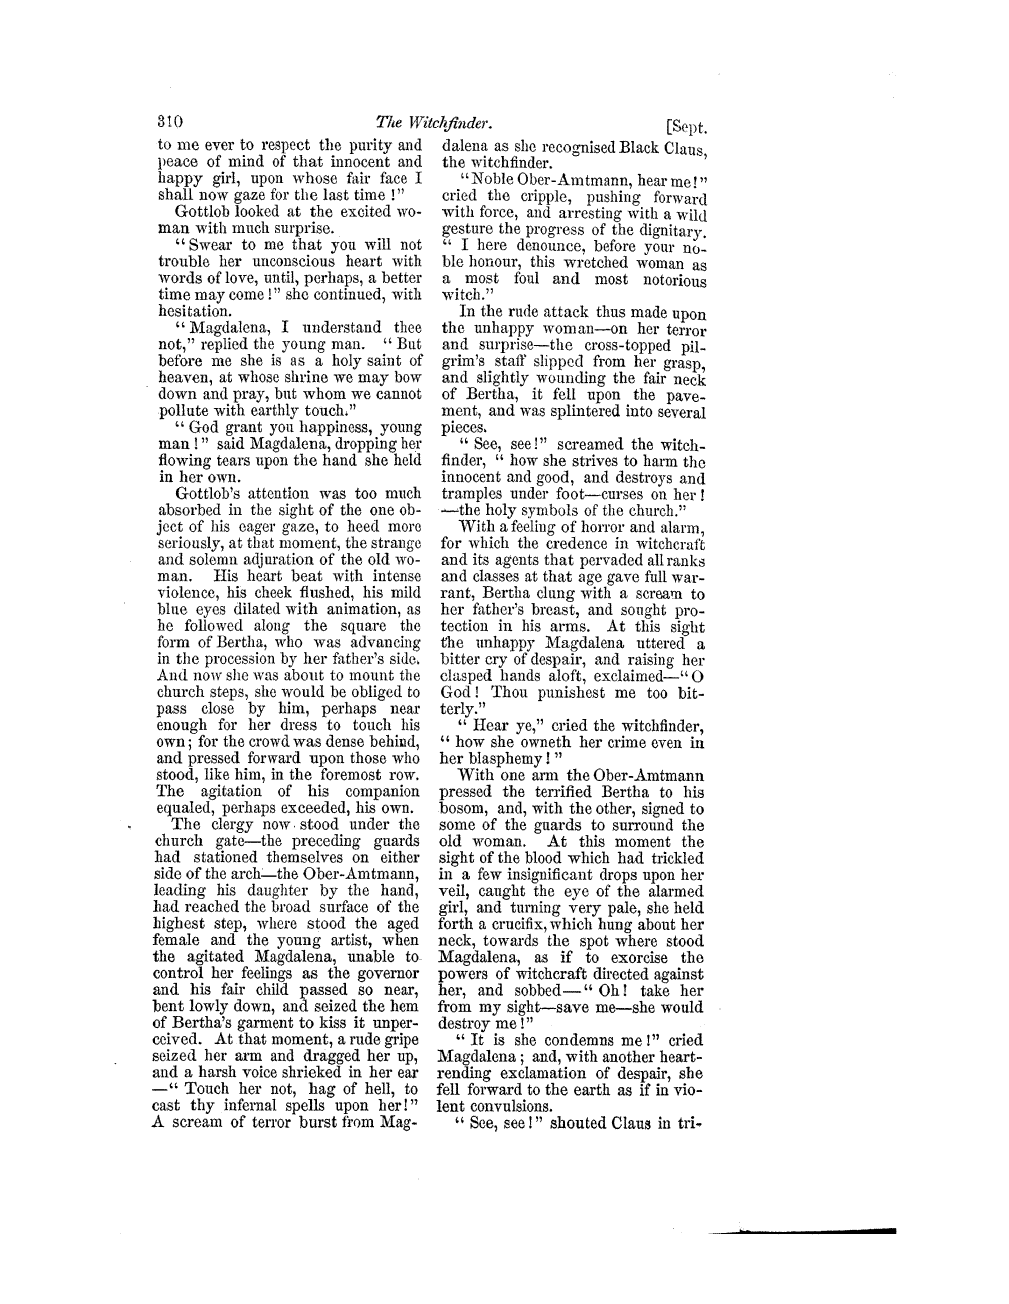 310 The Witchfinder. [Sept.
to me ever to respect the purity and
peace of mind of that innocent and
happy girl, upon whose fair face I
shall now gaze for the last time !"
Gottlob looked at the excited wo-
man with much surprise.
" Swear to me that you will not
trouble her unconscious heart with
words of love, until, perhaps, a better
time may come !" she continued, with
hesitation.
" Magdalena, I understand thee
not," replied the young man. " But
before me she is as a holy saint of
heaven, at whose shrine we may bow
down and pray, but whom we cannot
pollute with earthly touch."
" God grant you happiness, young
man ! " said Magdalena, dropping her
flowing tears upon the hand she held
in her own.
Gottlob's attention was too much
absorbed in the sight of the one ob-
ject of his eager gaze, to heed more
seriously, at that moment, the strange
and solemn adjuration of the old wo-
man. His heart beat with intense
violence, his cheek flushed, his mild
blue eyes dilated with animation, as
he followed along the square the
form of Bertha, who was advancing
in the procession by her father's side.
And now she was about to mount the
church steps, she would be obliged to
pass close by him, perhaps near
enough for her dress to touch his
own ; for the crowd was dense behind,
and pressed forward upon those who
stood, like him, in the foremost row.
The agitation of his companion
equaled, perhaps exceeded, his own.
The clergy now stood under the
church gate—the preceding guards
had stationed themselves on either
side of the arch—the Ober-Amtmann,
leading his daughter by the hand,
had reached the broad surface of the
highest step, where stood the aged
female and the young artist, when
the agitated Magdalena, unable to
control her feelings as the governor
and his fair child passed so near,
bent lowly down, and seized the hem
of Bertha's garment to kiss it unper-
ceived. At that moment, a rude gripe
seized her arm and dragged her up,
and a harsh voice shrieked in her ear
—" Touch her not, hag of hell, to
cast thy infernal spells upon her!"
A scream of terror burst from Mag-
dalena as she recognised Black Claus,
the witchfinder.
" Noble Ober-Amtmann, hear me ! "
cried the cripple, pushing forward
with force, and arresting with a wild
gesture the progress of the dignitary.
" I here denounce, before your no-
ble honour, this wretched woman as
a most foul and most notorious
witch."
In the rude attack thus made upon
the unhappy woman—on her terror
and surprise—the cross-topped pil-
grim's staff slipped from her grasp,
and slightly wounding the fair neck
of Bertha, it fell upon the pave-
ment, and was splintered into several
pieces.
" See, see !" screamed the witch-
finder, " how she strives to harm the
innocent and good, and destroys and
tramples under foot—curses on her !
—the holy symbols of the church."
With a feeling of horror and alarm,
for which the credence in witchcraft
and its agents that pervaded all ranks
and classes at that age gave full war-
rant, Bertha clung with a scream to
her father's breast, and sought pro-
tection in his arms. At this sight
the unhappy Magdalena uttered a
bitter cry of despair, and raising her
clasped hands aloft, exclaimed—" O
God ! Thou punishest me too bit-
terly."
" Hear ye," cried the witchfinder,
" how she owneth her crime even in
her blasphemy ! "
With one arm the Ober-Amtmann
pressed the terrified Bertha to his
bosom, and, with the other, signed to
some of the guards to surround the
old woman. At this moment the
sight of the blood which had trickled
in a few insignificant drops upon her
veil, caught the eye of the alarmed
girl, and turning very pale, she held
forth a crucifix, which hung about her
neck, towards the spot where stood
Magdalena, as if to exorcise the
powers of witchcraft directed against
her, and sobbed—" Oh ! take her
from my sight—save me—she would
destroy me !"
" It is she condemns me !" cried
Magdalena ; and, with another heart-
rending exclamation of despair, she
fell forward to the earth as if in vio-
lent convulsions.
" See, see ! " shouted Claus in tri-